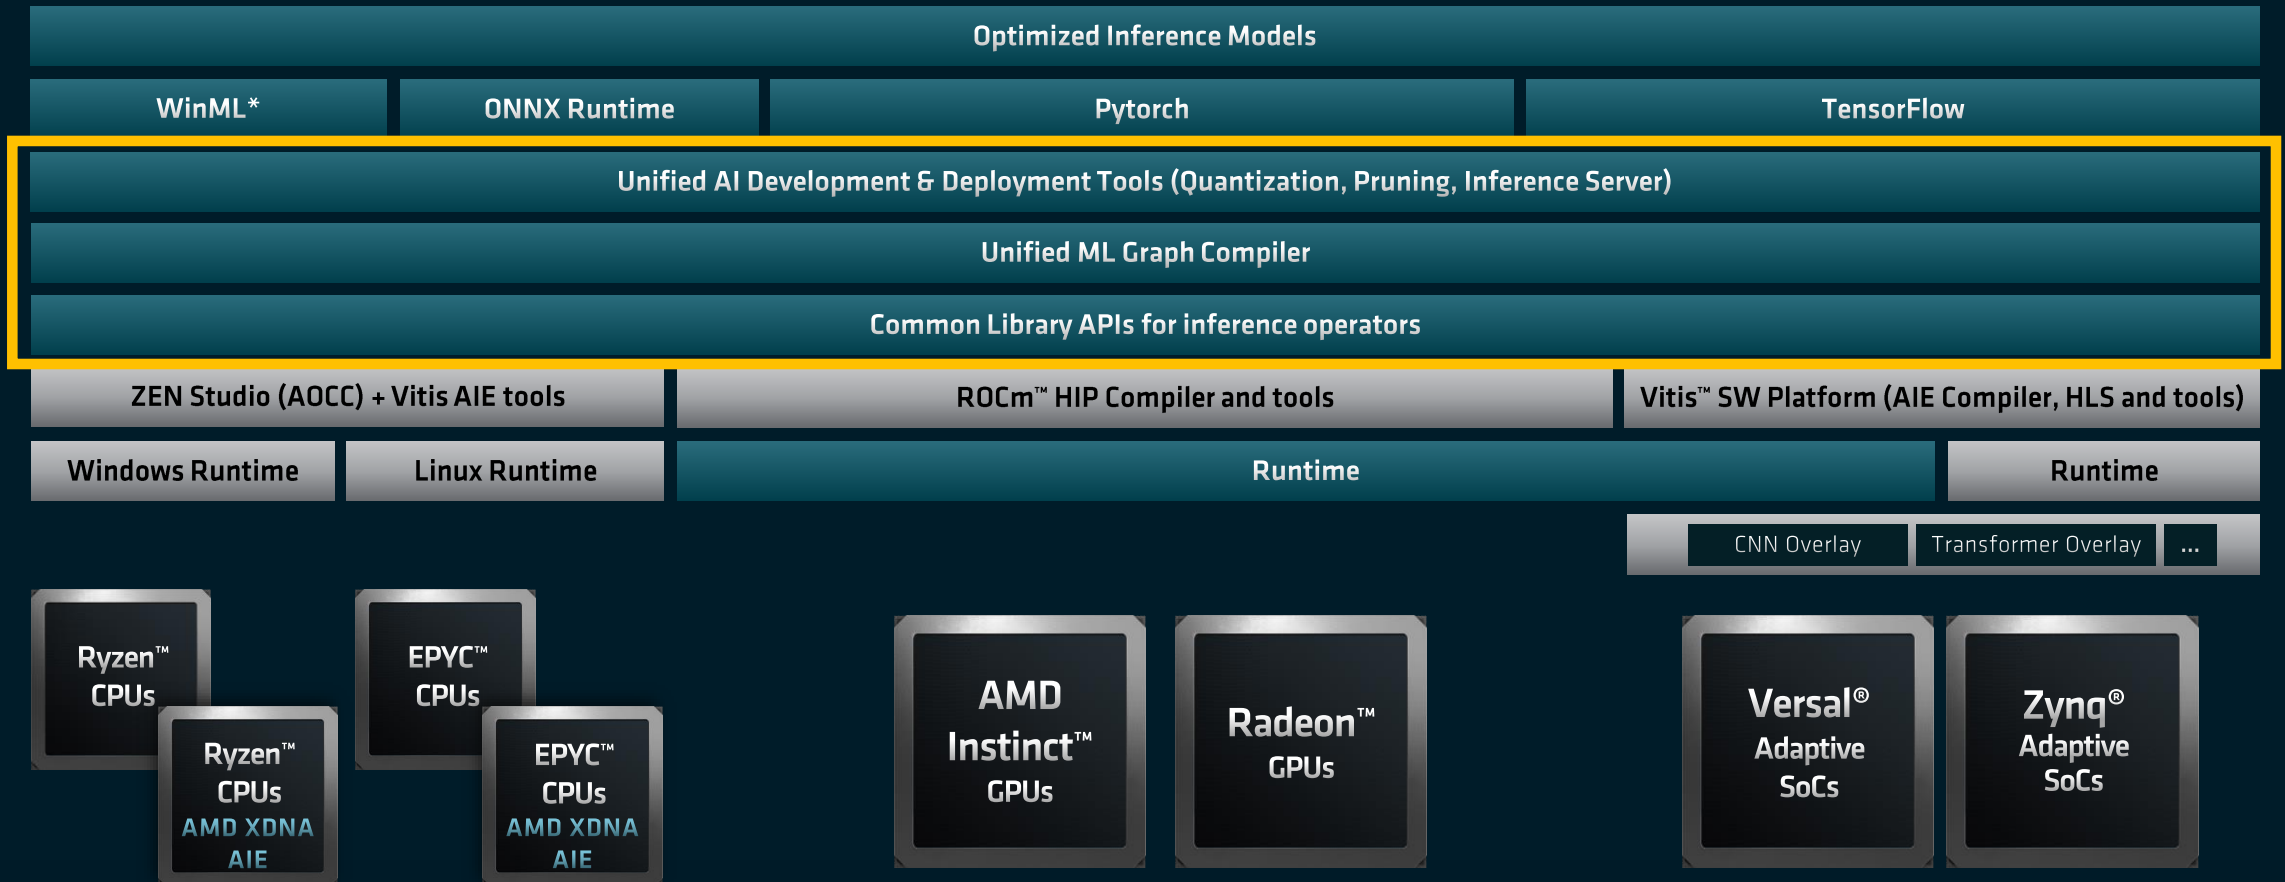 Optimized Inference Models
WinML*
ONNX Runtime
Pytorch
TensorFlow
Unified AI Development & Deployment Tools (Quantization, Pruning, Inference Server)
Unified ML Graph Compiler
Common Library APIs for inference operators
ZEN Studio (AOCC) + Vitis AIE tools
ROCm™ HIP Compiler and tools
Vitis™ SW Platform (AIE Compiler, HLS and tools)
Windows Runtime
Linux Runtime
Runtime
Runtime
CNN Overlay
Transformer Overlay
...
Ryzen™
CPUs
Ryzen™
CPUs
AMD XDNA
AIE
EPYC™
CPUs
EPYC™
CPUs
AMD XDNA
AIE
AMD
Instinct™
GPUs
Radeon™
GPUs
Versal®
Adaptive
SoCs
Zynq®
Adaptive
SoCs